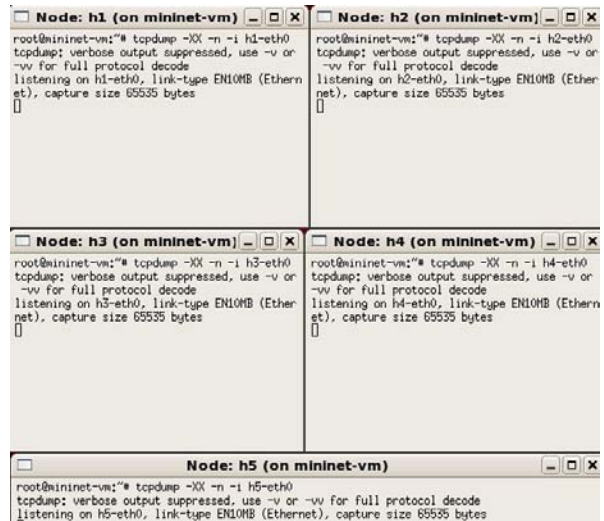 Node: h1 (on mininet-vm)
root@mininet-vm:~# tcpdump -XX -n -i h1-eth0
tcpdump: verbose output suppressed, use -v or
-vv for full protocol decode
listening on h1-eth0, link-type EN10MB (Ethern
et), capture size 65535 bytes
Node: h2 (on mininet-vm)
root@mininet-vm:~# tcpdump -XX -n -i h2-eth0
tcpdump: verbose output suppressed, use -v or
-vv for full protocol decode
listening on h2-eth0, link-type EN10MB (Ether
net), capture size 65535 bytes
Node: h3 (on mininet-vm)
root@mininet-vm:~# tcpdump -XX -n -i h3-eth0
tcpdump: verbose output suppressed, use -v or
-vv for full protocol decode
listening on h3-eth0, link-type EN10MB (Ether
net), capture size 65535 bytes
Node: h4 (on mininet-vm)
root@mininet-vm:~# tcpdump -XX -n -i h4-eth0
tcpdump: verbose output suppressed, use -v or
-vv for full protocol decode
listening on h4-eth0, link-type EN10MB (Ethern
et), capture size 65535 bytes
Node: h5 (on mininet-vm)
root@mininet-vm:~# tcpdump -XX -n -i h5-eth0
tcpdump: verbose output suppressed, use -v or -vv for full protocol decode
listening on h5-eth0, link-type EN10MB (Ethernet), capture size 65535 bytes